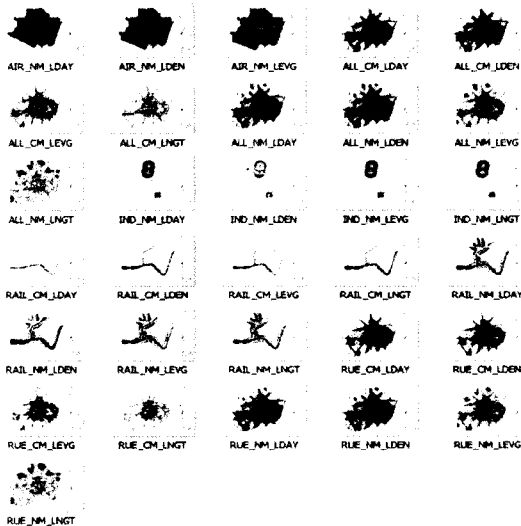 AIR_NM_LDAY AIR_NM_LDEN AIR_NM_LEVG ALL_CM_LDAY ALL_CM_LDEN
ALL_CM_LEVG ALL_CM_LNGT ALL_NM_LDAY ALL_NM_LDEN ALL_NM_LEVG
ALL_NM_LNGT IND_NM_LDAY IND_NM_LDEN IND_NM_LEVG IND_NM_LNGT
RAIL_CM_LDAY RAIL_CM_LDEN RAIL_CM_LEVG RAIL_CM_LNGT RAIL_NM_LDAY
RAIL_NM_LDEN RAIL_NM_LEVG RAIL_NM_LNGT RUE_CM_LDAY RUE_CM_LDEN
RUE_CM_LEVG RUE_CM_LNGT RUE_NM_LDAY RUE_NM_LDEN RUE_NM_LEVG
RUE_NM_LNGT